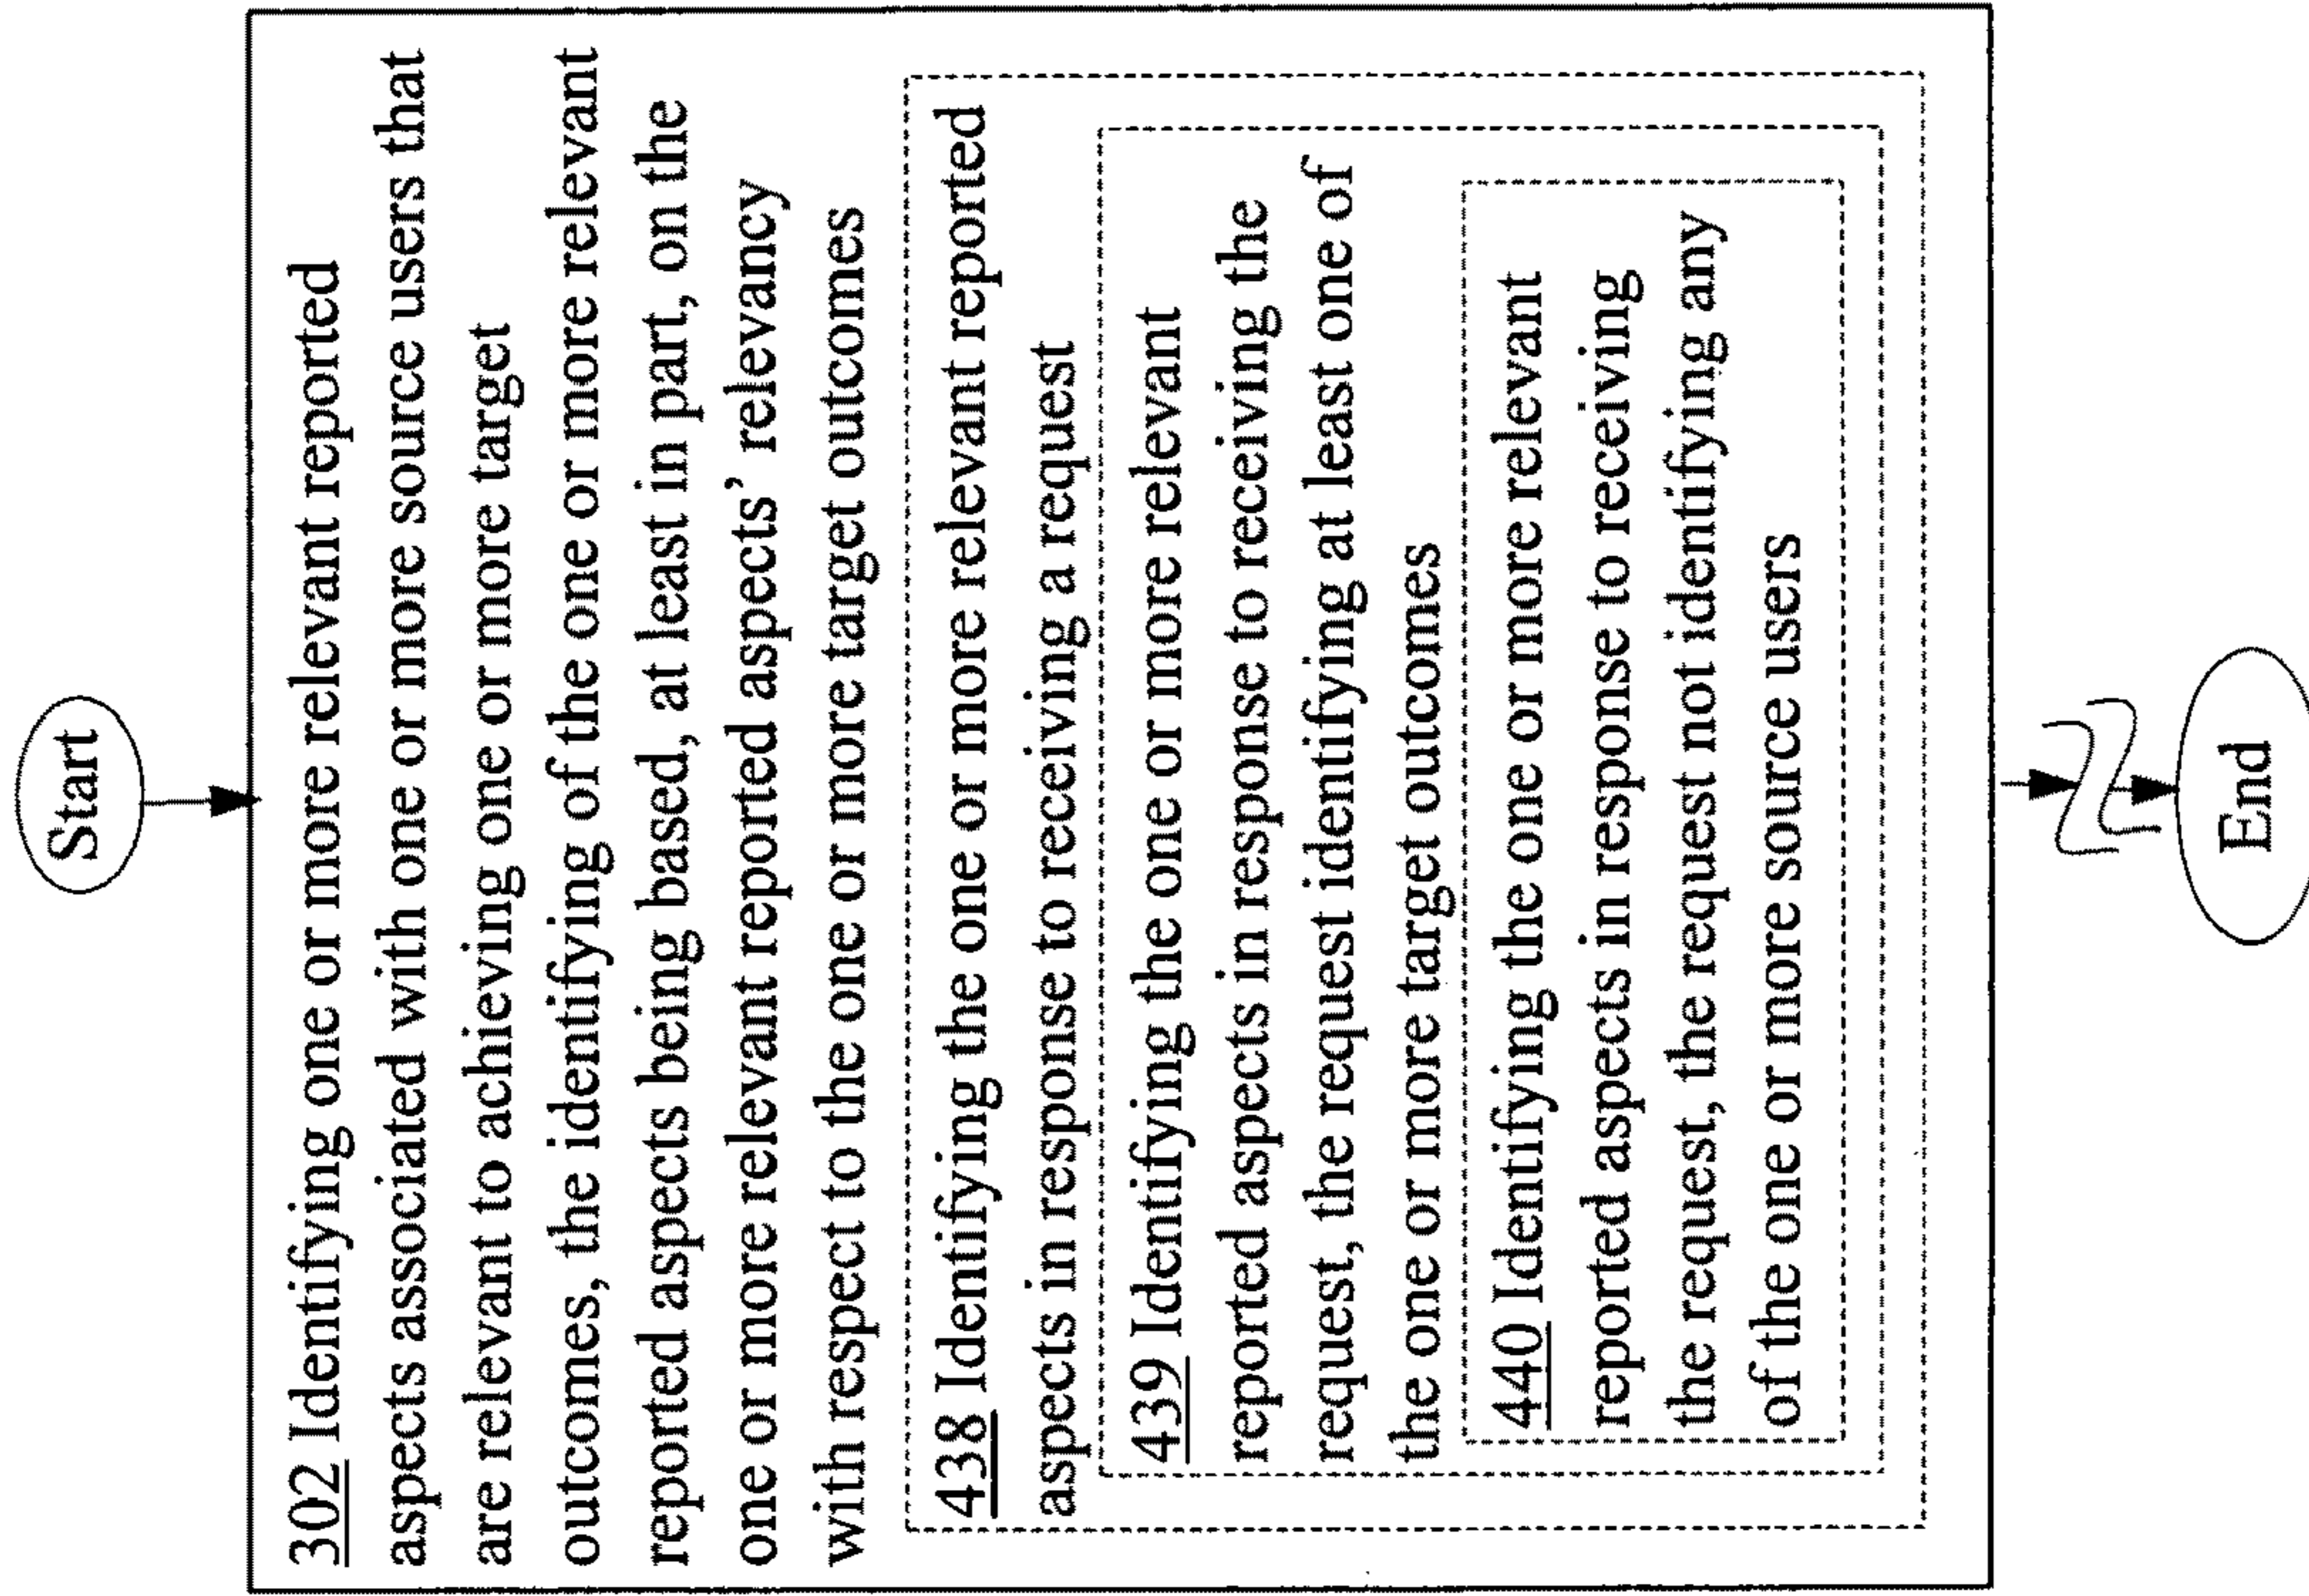 Start
302 Identifying one or more relevant reported
aspects associated with one or more source users that
are relevant to achieving one or more target
outcomes, the identifying of the one or more relevant
reported aspects being based, at least in part, on the
one or more relevant reported aspects’ relevancy
with respect to the one or more target outcomes
438 Identifying the one or more relevant reported
aspects in response to receiving a request
439 Identifying the one or more relevant
reported aspects in response to receiving the
request, the request identifying at least one of
the one or more target outcomes
440 Identifying the one or more relevant
reported aspects in response to receiving
the request, the request not identifying any
of the one or more source users
End